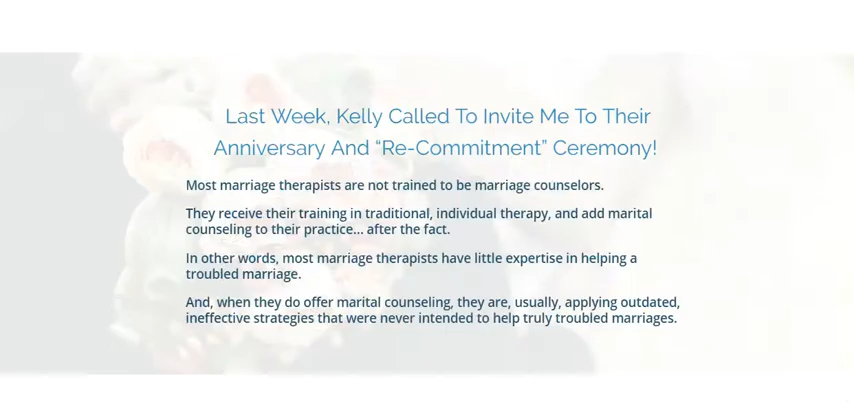 Last Week, Kelly Called To Invite Me To Their
Anniversary And “Re-Commitment” Ceremony!
Most marriage therapists are not trained to be marriage counselors.
They receive their training in traditional, individual therapy, and add marital
counseling to their practice... after the fact.
In other words, most marriage therapists have little expertise in helping a
troubled marriage.
And, when they do offer marital counseling, they are, usually, applying outdated,
ineffective strategies that were never intended to help truly troubled marriages.